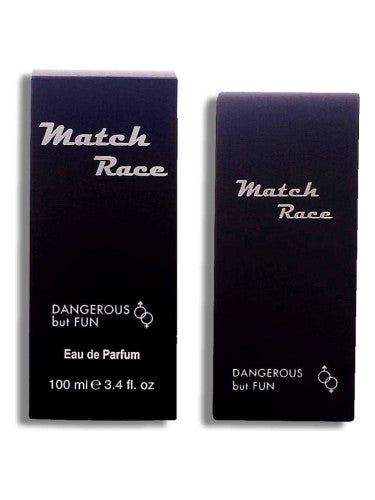 Match
Race
DANGEROUS
but FUN
Eau de Parfum
100 ml ℮ 3.4 fl. oz
Match
Race
DANGEROUS
but FUN